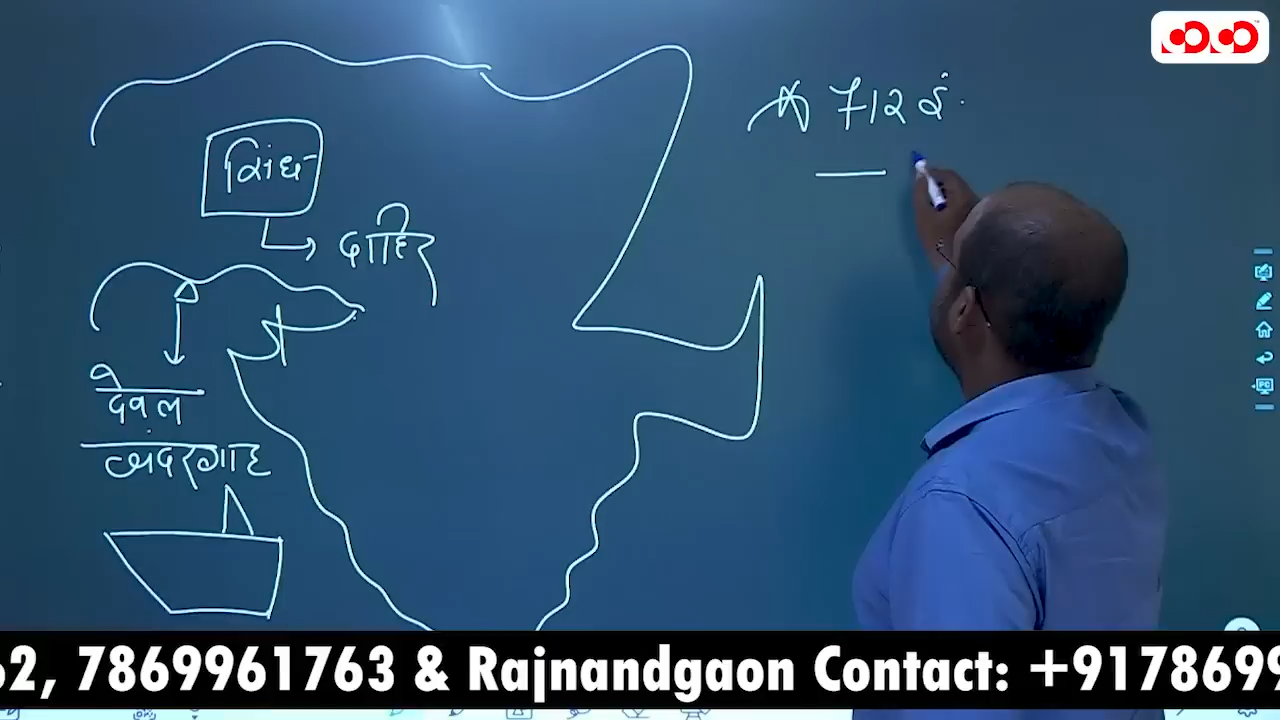 712 ई.
सिंध
दाहिर
देवल
बंदरगाह
62, 7869961763 & Rajnandgaon Contact: +9178699